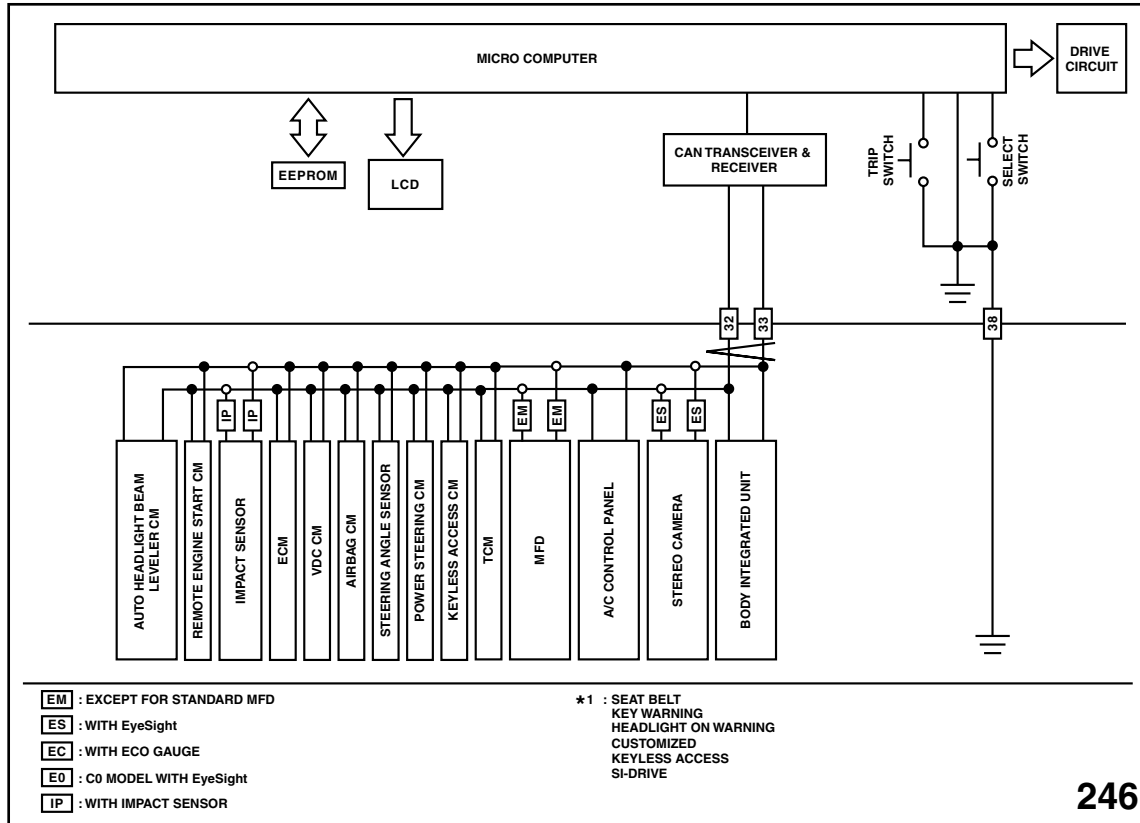 MICRO COMPUTER
DRIVE
CIRCUIT
EEPROM
LCD
CAN TRANSCEIVER &
RECEIVER
TRIP
SWITCH
SELECT
SWITCH
32
33
38
IP
IP
EM
EM
ES
ES
AUTO HEADLIGHT BEAM
LEVELER CM
REMOTE ENGINE START CM
IMPACT SENSOR
ECM
VDC CM
AIRBAG CM
STEERING ANGLE SENSOR
POWER STEERING CM
KEYLESS ACCESS CM
TCM
MFD
A/C CONTROL PANEL
STEREO CAMERA
BODY INTEGRATED UNIT
EM : EXCEPT FOR STANDARD MFD
ES : WITH EyeSight
EC : WITH ECO GAUGE
E0 : C0 MODEL WITH EyeSight
IP : WITH IMPACT SENSOR
*1 : SEAT BELT
KEY WARNING
HEADLIGHT ON WARNING
CUSTOMIZED
KEYLESS ACCESS
SI-DRIVE
246